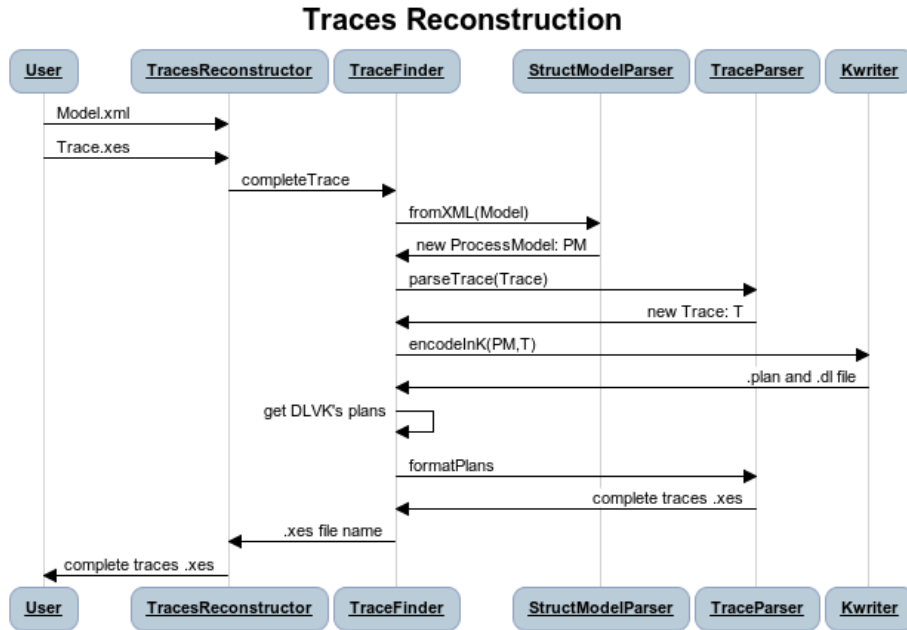 Traces Reconstruction
User TracesReconstructor TraceFinder StructModelParser TraceParser Kwriter
Model.xml
Trace.xes
completeTrace
fromXML(Model)
new ProcessModel: PM
parseTrace(Trace)
new Trace: T
encodeInK(PM,T)
.plan and .dl file
get DLVK's plans
formatPlans
complete traces .xes
.xes file name
complete traces .xes
User TracesReconstructor TraceFinder StructModelParser TraceParser Kwriter